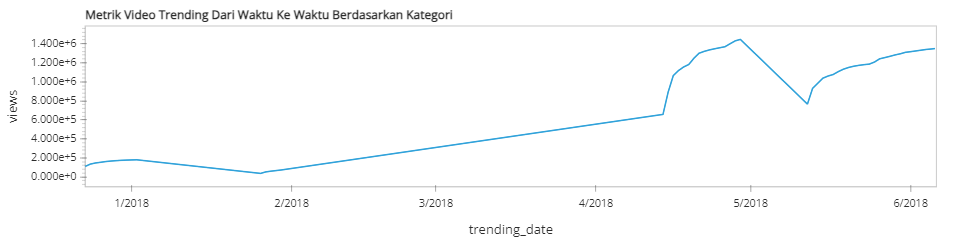 Metrik Video Trending Dari Waktu Ke Waktu Berdasarkan Kategori
1.400e+6
1.200e+6
1.000e+6
8.000e+5
6.000e+5
4.000e+5
2.000e+5
0.000e+0
views
1/2018 2/2018 3/2018 4/2018 5/2018 6/2018
trending_date